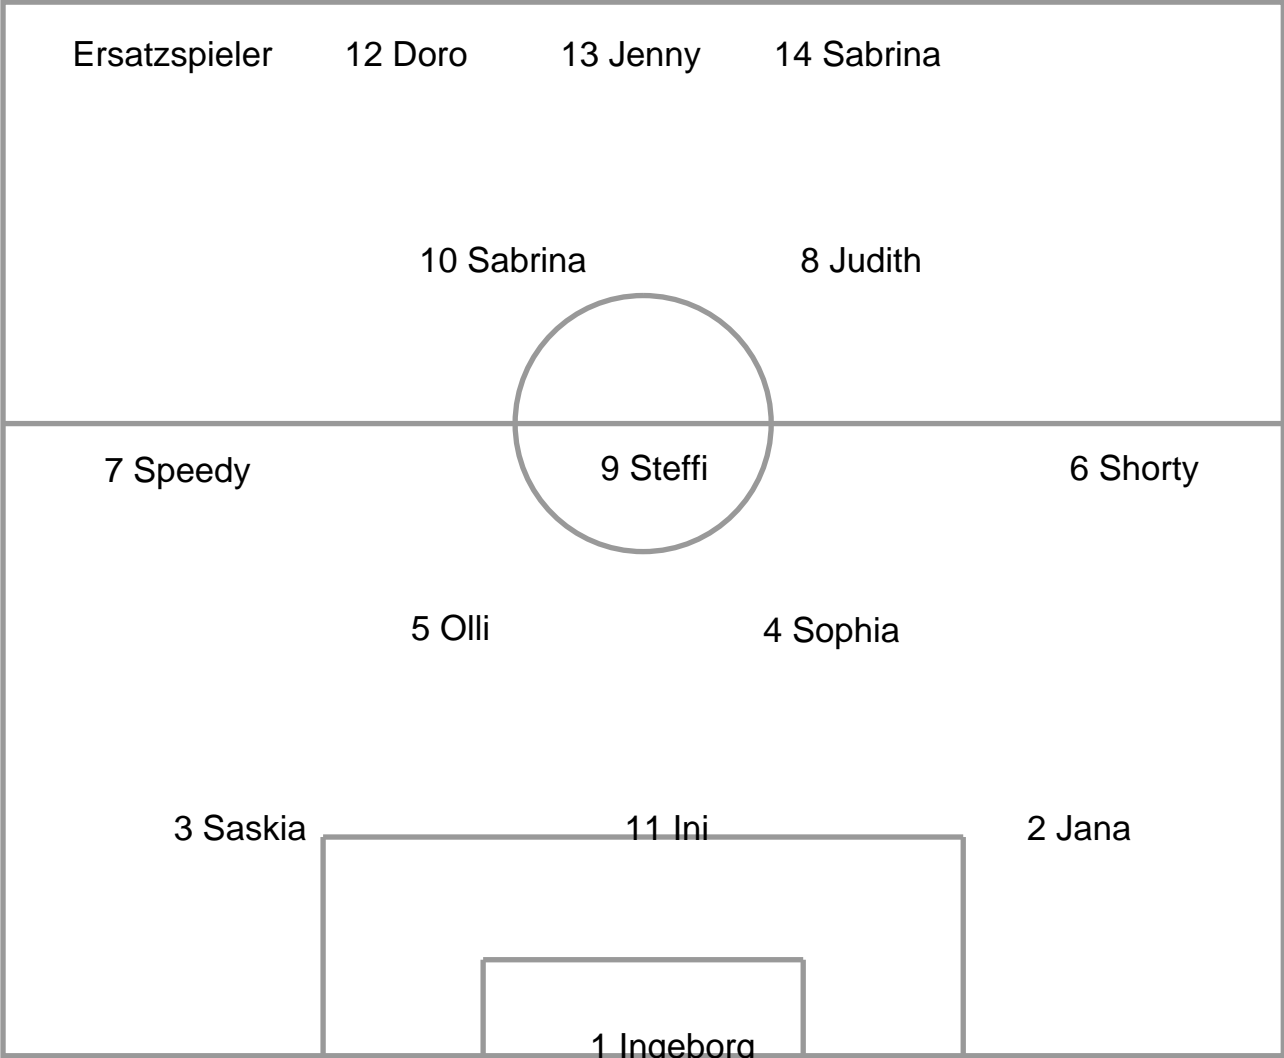 Ersatzspieler 12 Doro 13 Jenny 14 Sabrina
10 Sabrina 8 Judith
7 Speedy 9 Steffi 6 Shorty
5 Olli 4 Sophia
3 Saskia 11 Ini 2 Jana
1 Ingeborg